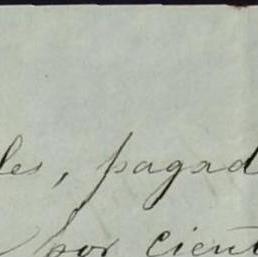 les, pagad
por cient